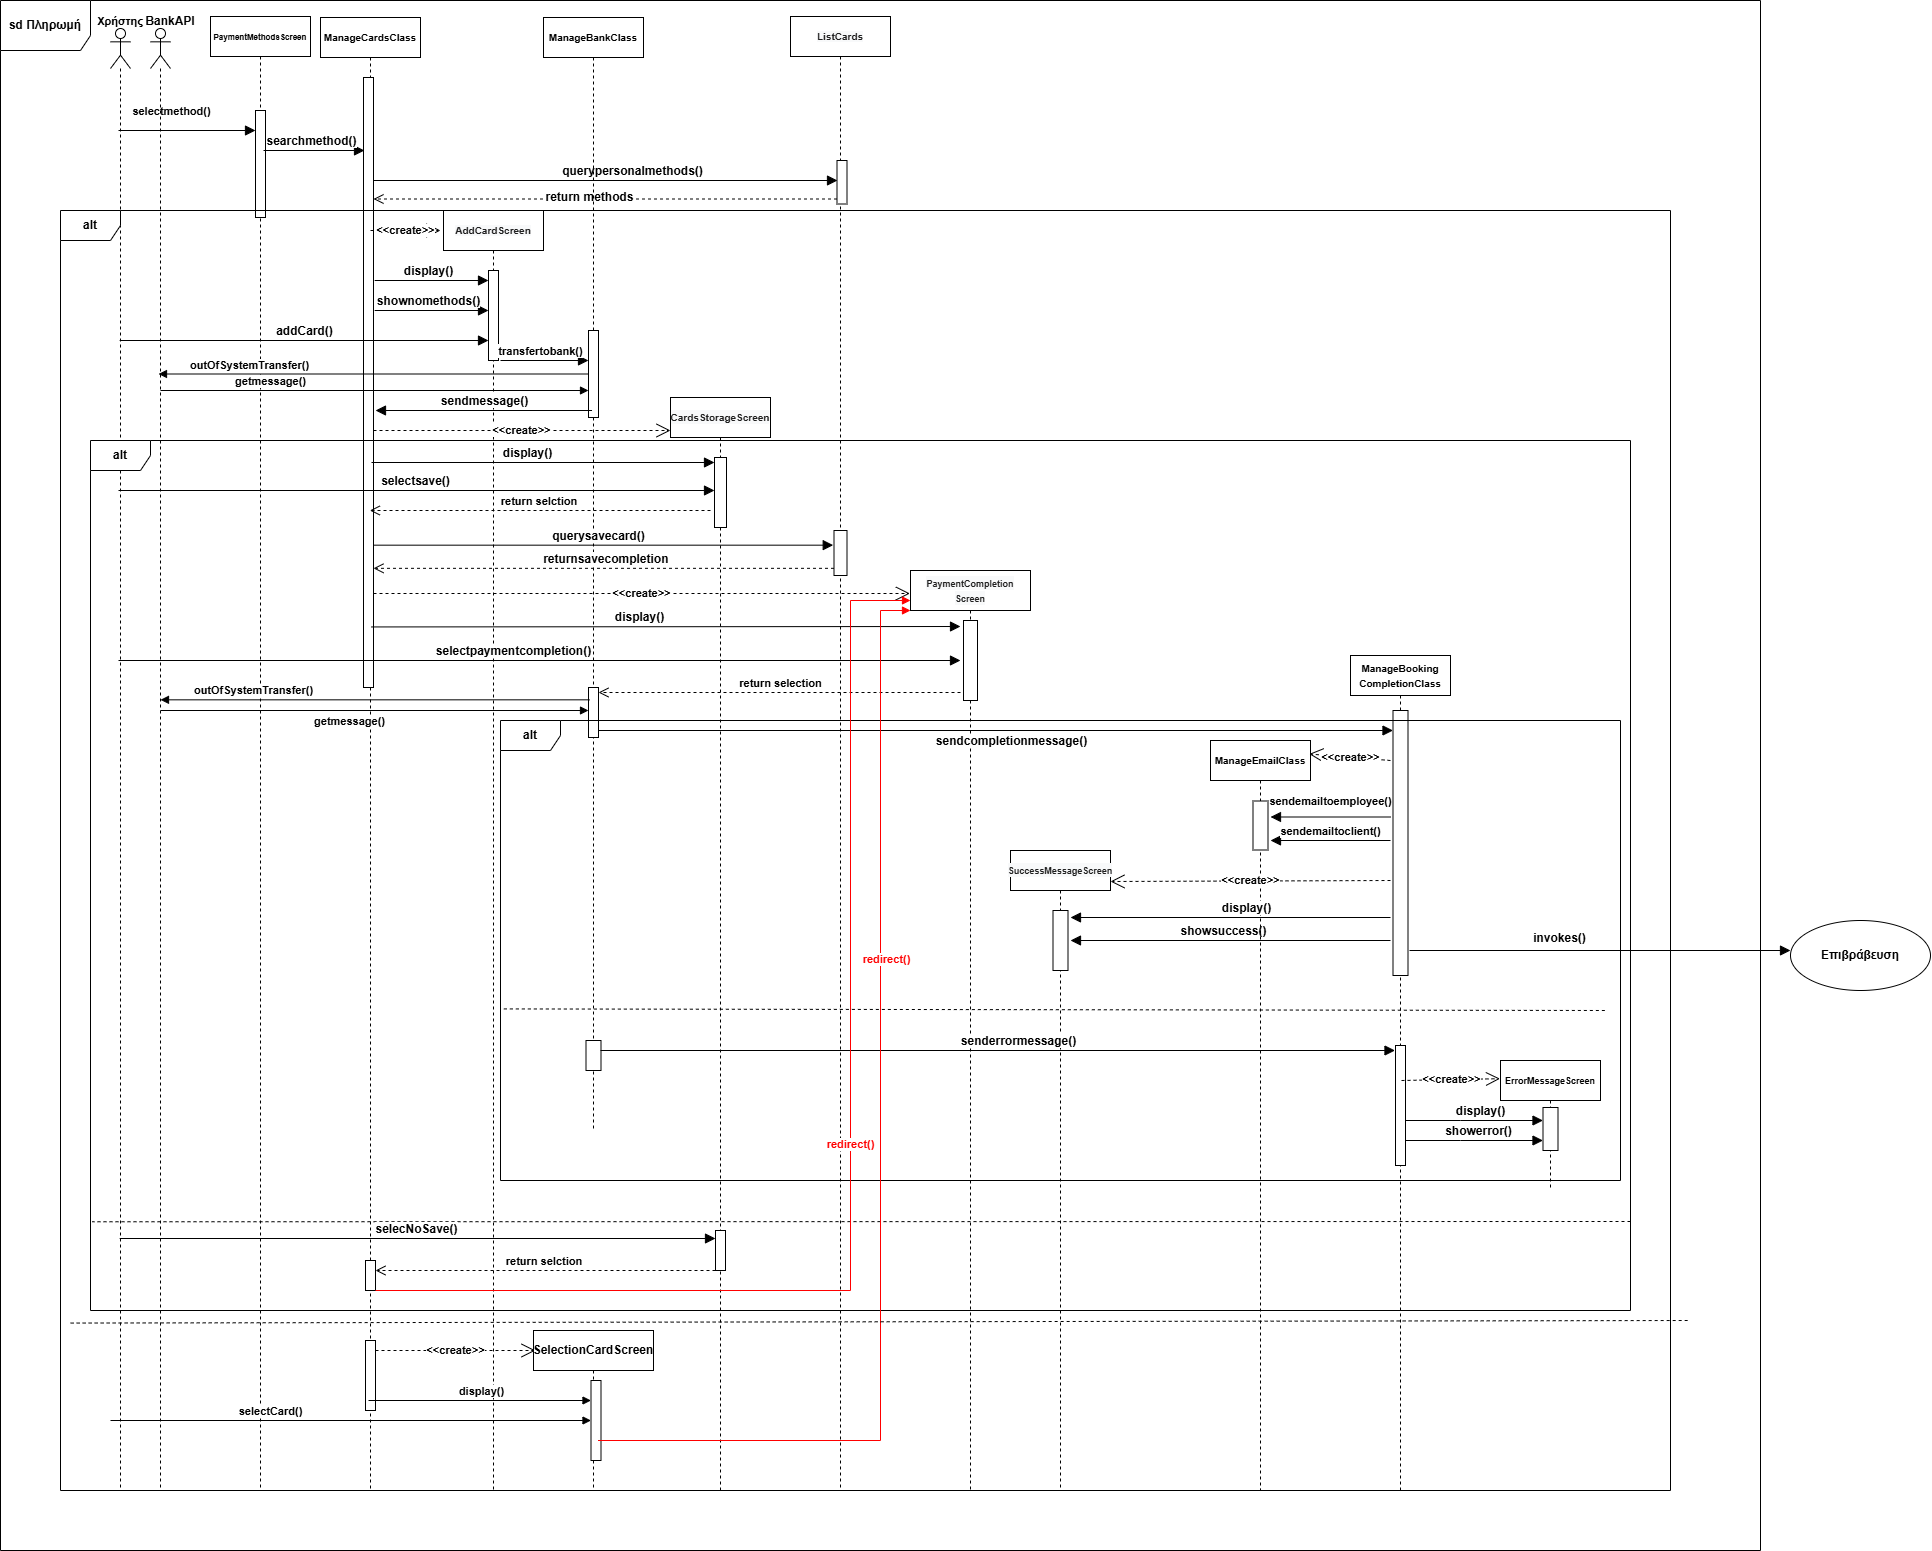 sd Πληρωμή
Χρήστης BankAPI
PaymentMethodsScreen
ManageCardsClass
ManageBankClass
ListCards
selectmethod()
searchmethod()
querypersonalmethods()
return methods
alt
<<create>>
AddCardScreen
display()
shownomethods()
addCard()
transfertobank()
outOfSystemTransfer()
getmessage()
sendmessage()
CardsStorageScreen
<<create>>
alt
display()
selectsave()
return selction
querysavecard()
returnsavecompletion
PaymentCompletion
Screen
<<create>>
display()
selectpaymentcompletion()
ManageBooking
CompletionClass
return selection
outOfSystemTransfer()
getmessage()
alt
sendcompletionmessage()
ManageEmailClass
<<create>>
sendemailtoemployee()
sendemailtoclient()
SuccessMessageScreen
<<create>>
display()
showsuccess()
invokes()
Επιβράβευση
redirect()
senderrormessage()
<<create>>
ErrorMessageScreen
display()
showerror()
redirect()
selecNoSave()
return selction
<<create>>
SelectionCardScreen
display()
selectCard()